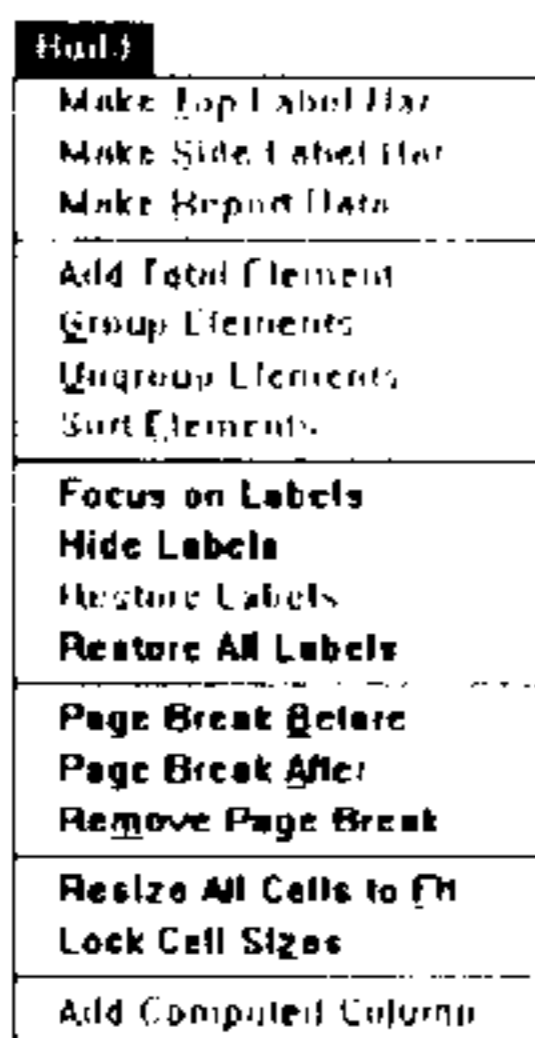 Build
Make Top Label Bar
Make Side Label Bar
Make Report Data
Add Total Element
Group Elements
Ungroup Elements
Sort Elements
Focus on Labels
Hide Labels
Restore Labels
Restore All Labels
Page Break Before
Page Break After
Remove Page Break
Resize All Cells to Fit
Lock Cell Sizes
Add Computed Column